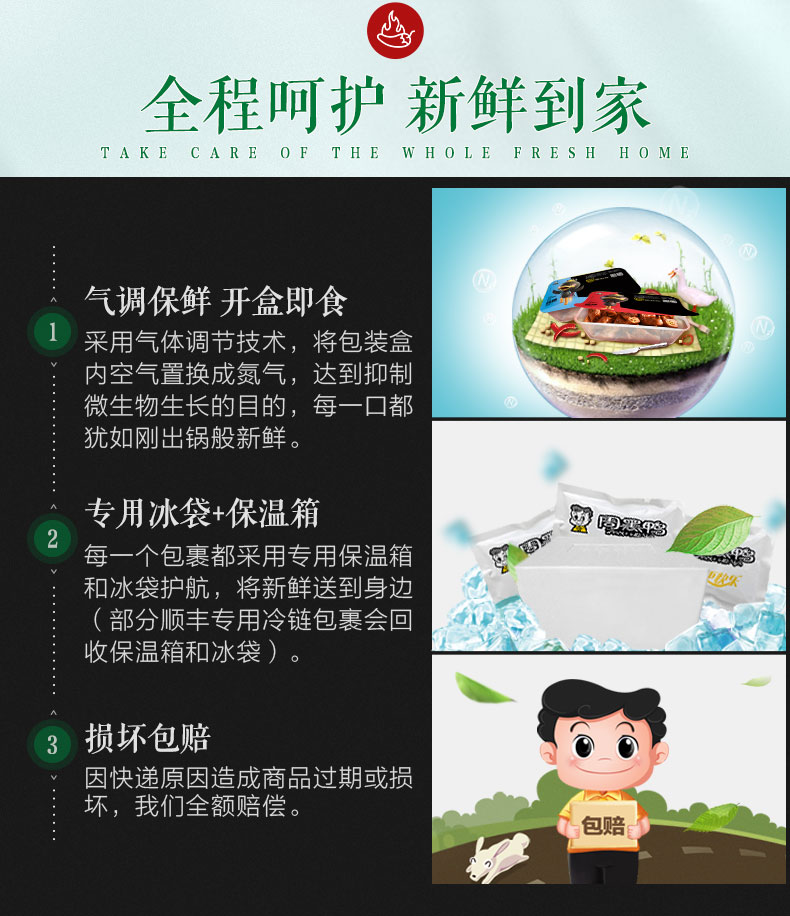 全程呵护 新鲜到家
TAKE CARE OF THE WHOLE FRESH HOME
1
气调保鲜 开盒即食
采用气体调节技术，将包装盒
内空气置换成氮气，达到抑制
微生物生长的目的，每一口都
犹如刚出锅般新鲜。
N
N
N
N
2
专用冰袋+保温箱
每一个包裹都采用专用保温箱
和冰袋护航，将新鲜送到身边
（部分顺丰专用冷链包裹会回
收保温箱和冰袋）。
周黑鸭
3
损坏包赔
因快递原因造成商品过期或损
坏，我们全额赔偿。
包赔